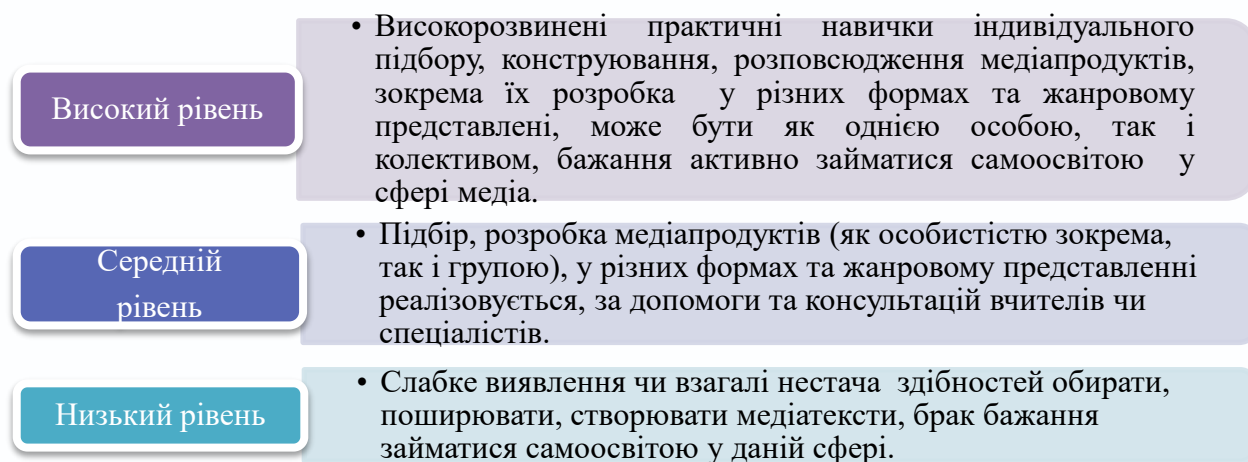 Високий рівень
• Високорозвинені практичні навички індивідуального
підбору, конструювання, розповсюдження медіапродуктів,
зокрема їх розробка у різних формах та жанровому
представлені, може бути як однією особою, так і
колективом, бажання активно займатися самоосвітою у
сфері медіа.
Середній
рівень
• Підбір, розробка медіапродуктів (як особистістю зокрема,
так і групою), у різних формах та жанровому представленні
реалізовується, за допомоги та консультацій вчителів чи
спеціалістів.
Низький рівень
• Слабке виявлення чи взагалі нестача здібностей обирати,
поширювати, створювати медіатексти, брак бажання
займатися самоосвітою у даній сфері.